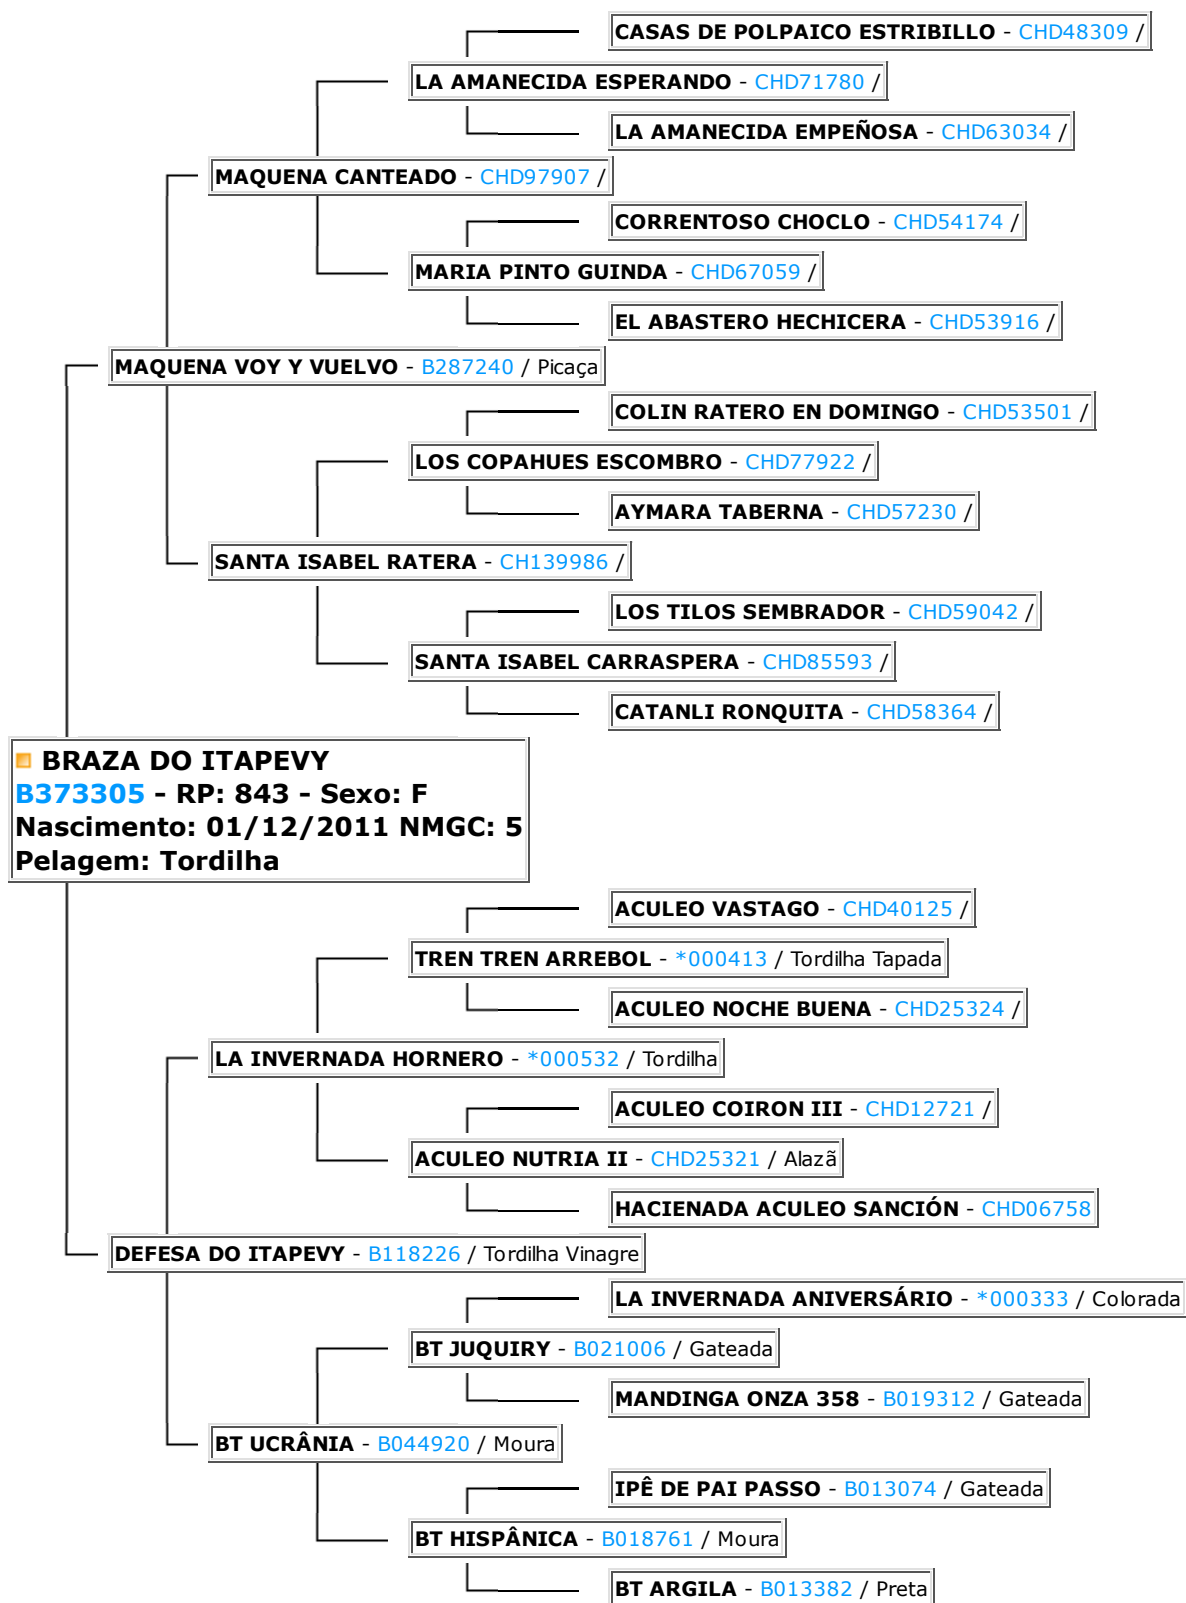 CASAS DE POLPAICO ESTRIBILLO - CHD48309 /
LA AMANECIDA ESPERANDO - CHD71780 /
LA AMANECIDA EMPEÑOSA - CHD63034 /
MAQUENA CANTEADO - CHD97907 /
CORRENTOSO CHOCLO - CHD54174 /
MARIA PINTO GUINDA - CHD67059 /
EL ABASTERO HECHICERA - CHD53916 /
MAQUENA VOY Y VUELVO - B287240 / Picaça
COLIN RATERO EN DOMINGO - CHD53501 /
LOS COPAHUES ESCOMBRO - CHD77922 /
AYMARA TABERNA - CHD57230 /
SANTA ISABEL RATERA - CH139986 /
LOS TILOS SEMBRADOR - CHD59042 /
SANTA ISABEL CARRASPERA - CHD85593 /
CATANLI RONQUITA - CHD58364 /
BRAZA DO ITAPEVY
B373305 - RP: 843 - Sexo: F
Nascimento: 01/12/2011 NMGC: 5
Pelagem: Tordilha
ACULEO VASTAGO - CHD40125 /
TREN TREN ARREBOL - *000413 / Tordilha Tapada
ACULEO NOCHE BUENA - CHD25324 /
LA INVERNADA HORNERO - *000532 / Tordilha
ACULEO COIRON III - CHD12721 /
ACULEO NUTRIA II - CHD25321 / Alazã
HACIENADA ACULEO SANCIÓN - CHD06758
DEFESA DO ITAPEVY - B118226 / Tordilha Vinagre
LA INVERNADA ANIVERSÁRIO - *000333 / Colorada
BT JUQUIRY - B021006 / Gateada
MANDINGA ONZA 358 - B019312 / Gateada
BT UCRÂNIA - B044920 / Moura
IPÊ DE PAI PASSO - B013074 / Gateada
BT HISPÂNICA - B018761 / Moura
BT ARGILA - B013382 / Preta